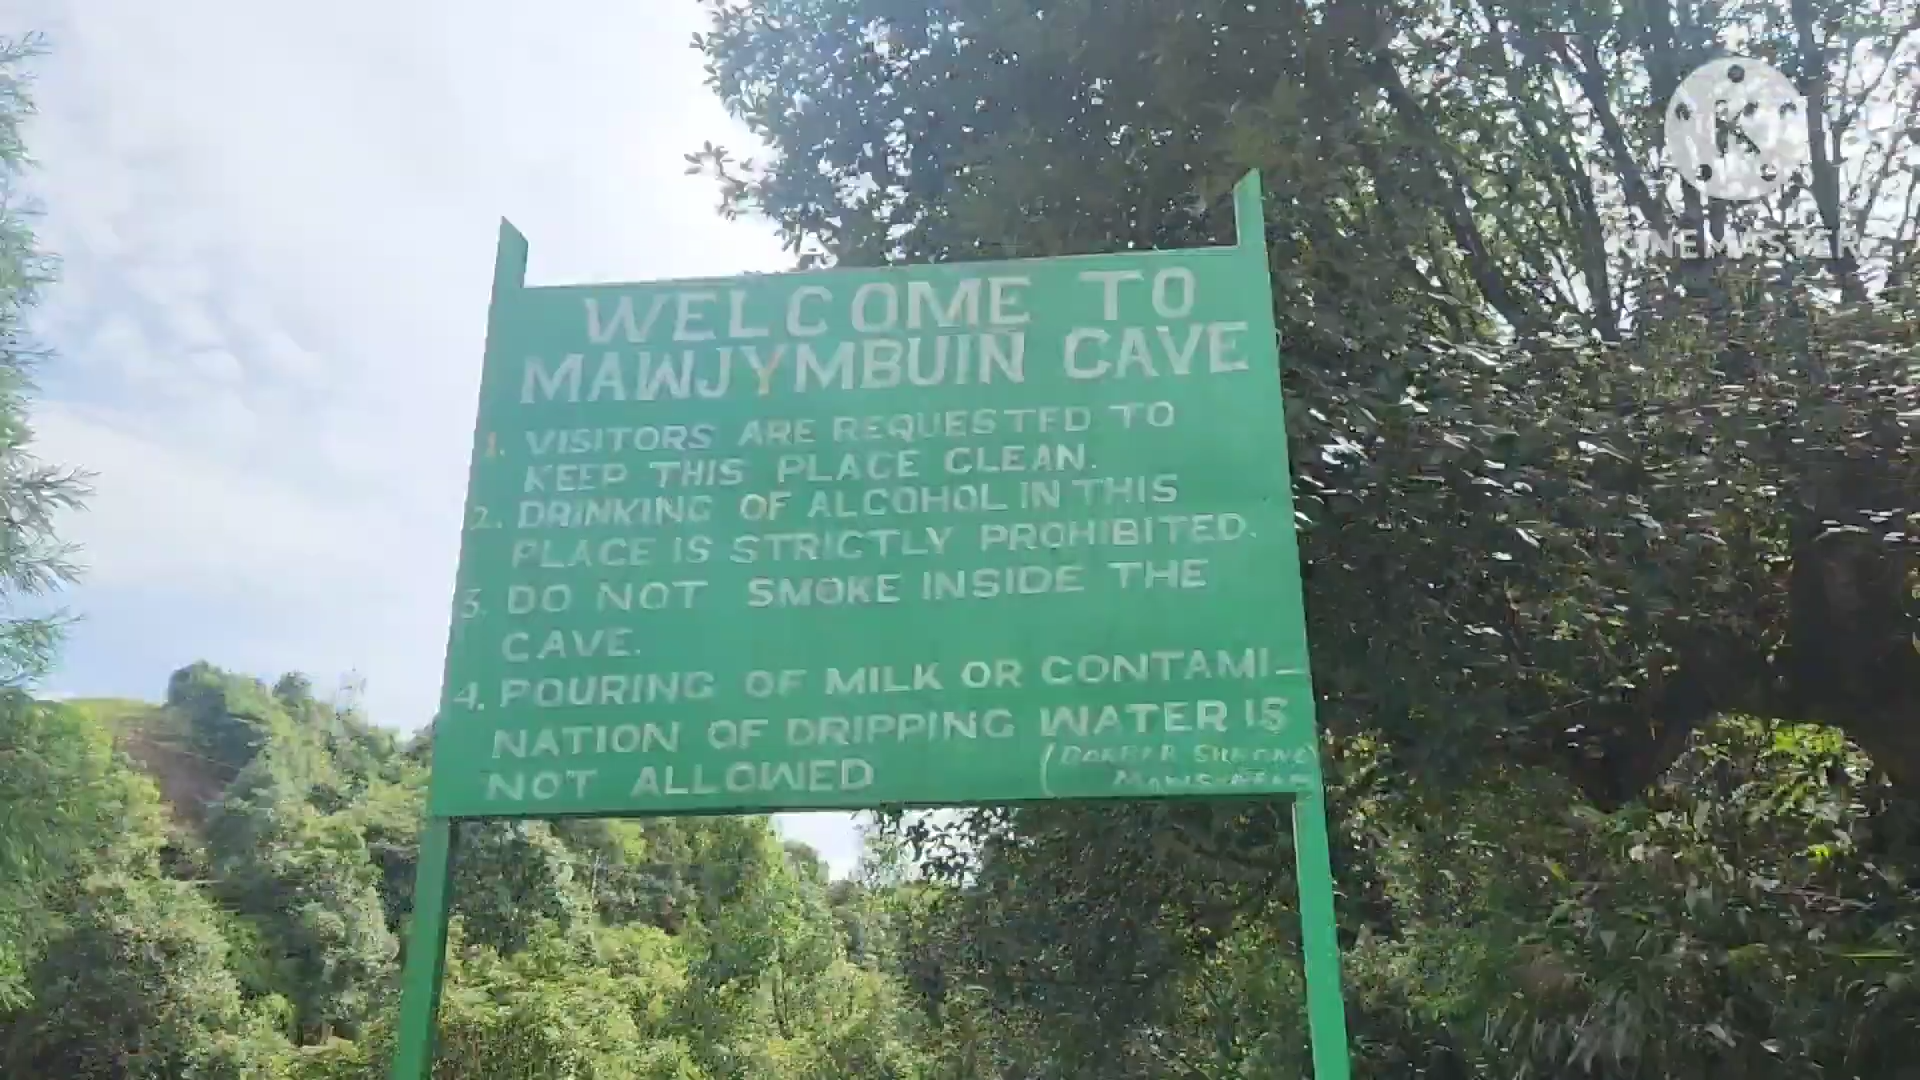 K
KINEMASTER
WELCOME TO
MAWJYMBUIN CAVE
1. VISITORS ARE REQUESTED TO
KEEP THIS PLACE CLEAN.
2. DRINKING OF ALCOHOL IN THIS
PLACE IS STRICTLY PROHIBITED.
3. DO NOT SMOKE INSIDE THE
CAVE.
4. POURING OF MILK OR CONTAMI-
NATION OF DRIPPING WATER IS
NOT ALLOWED